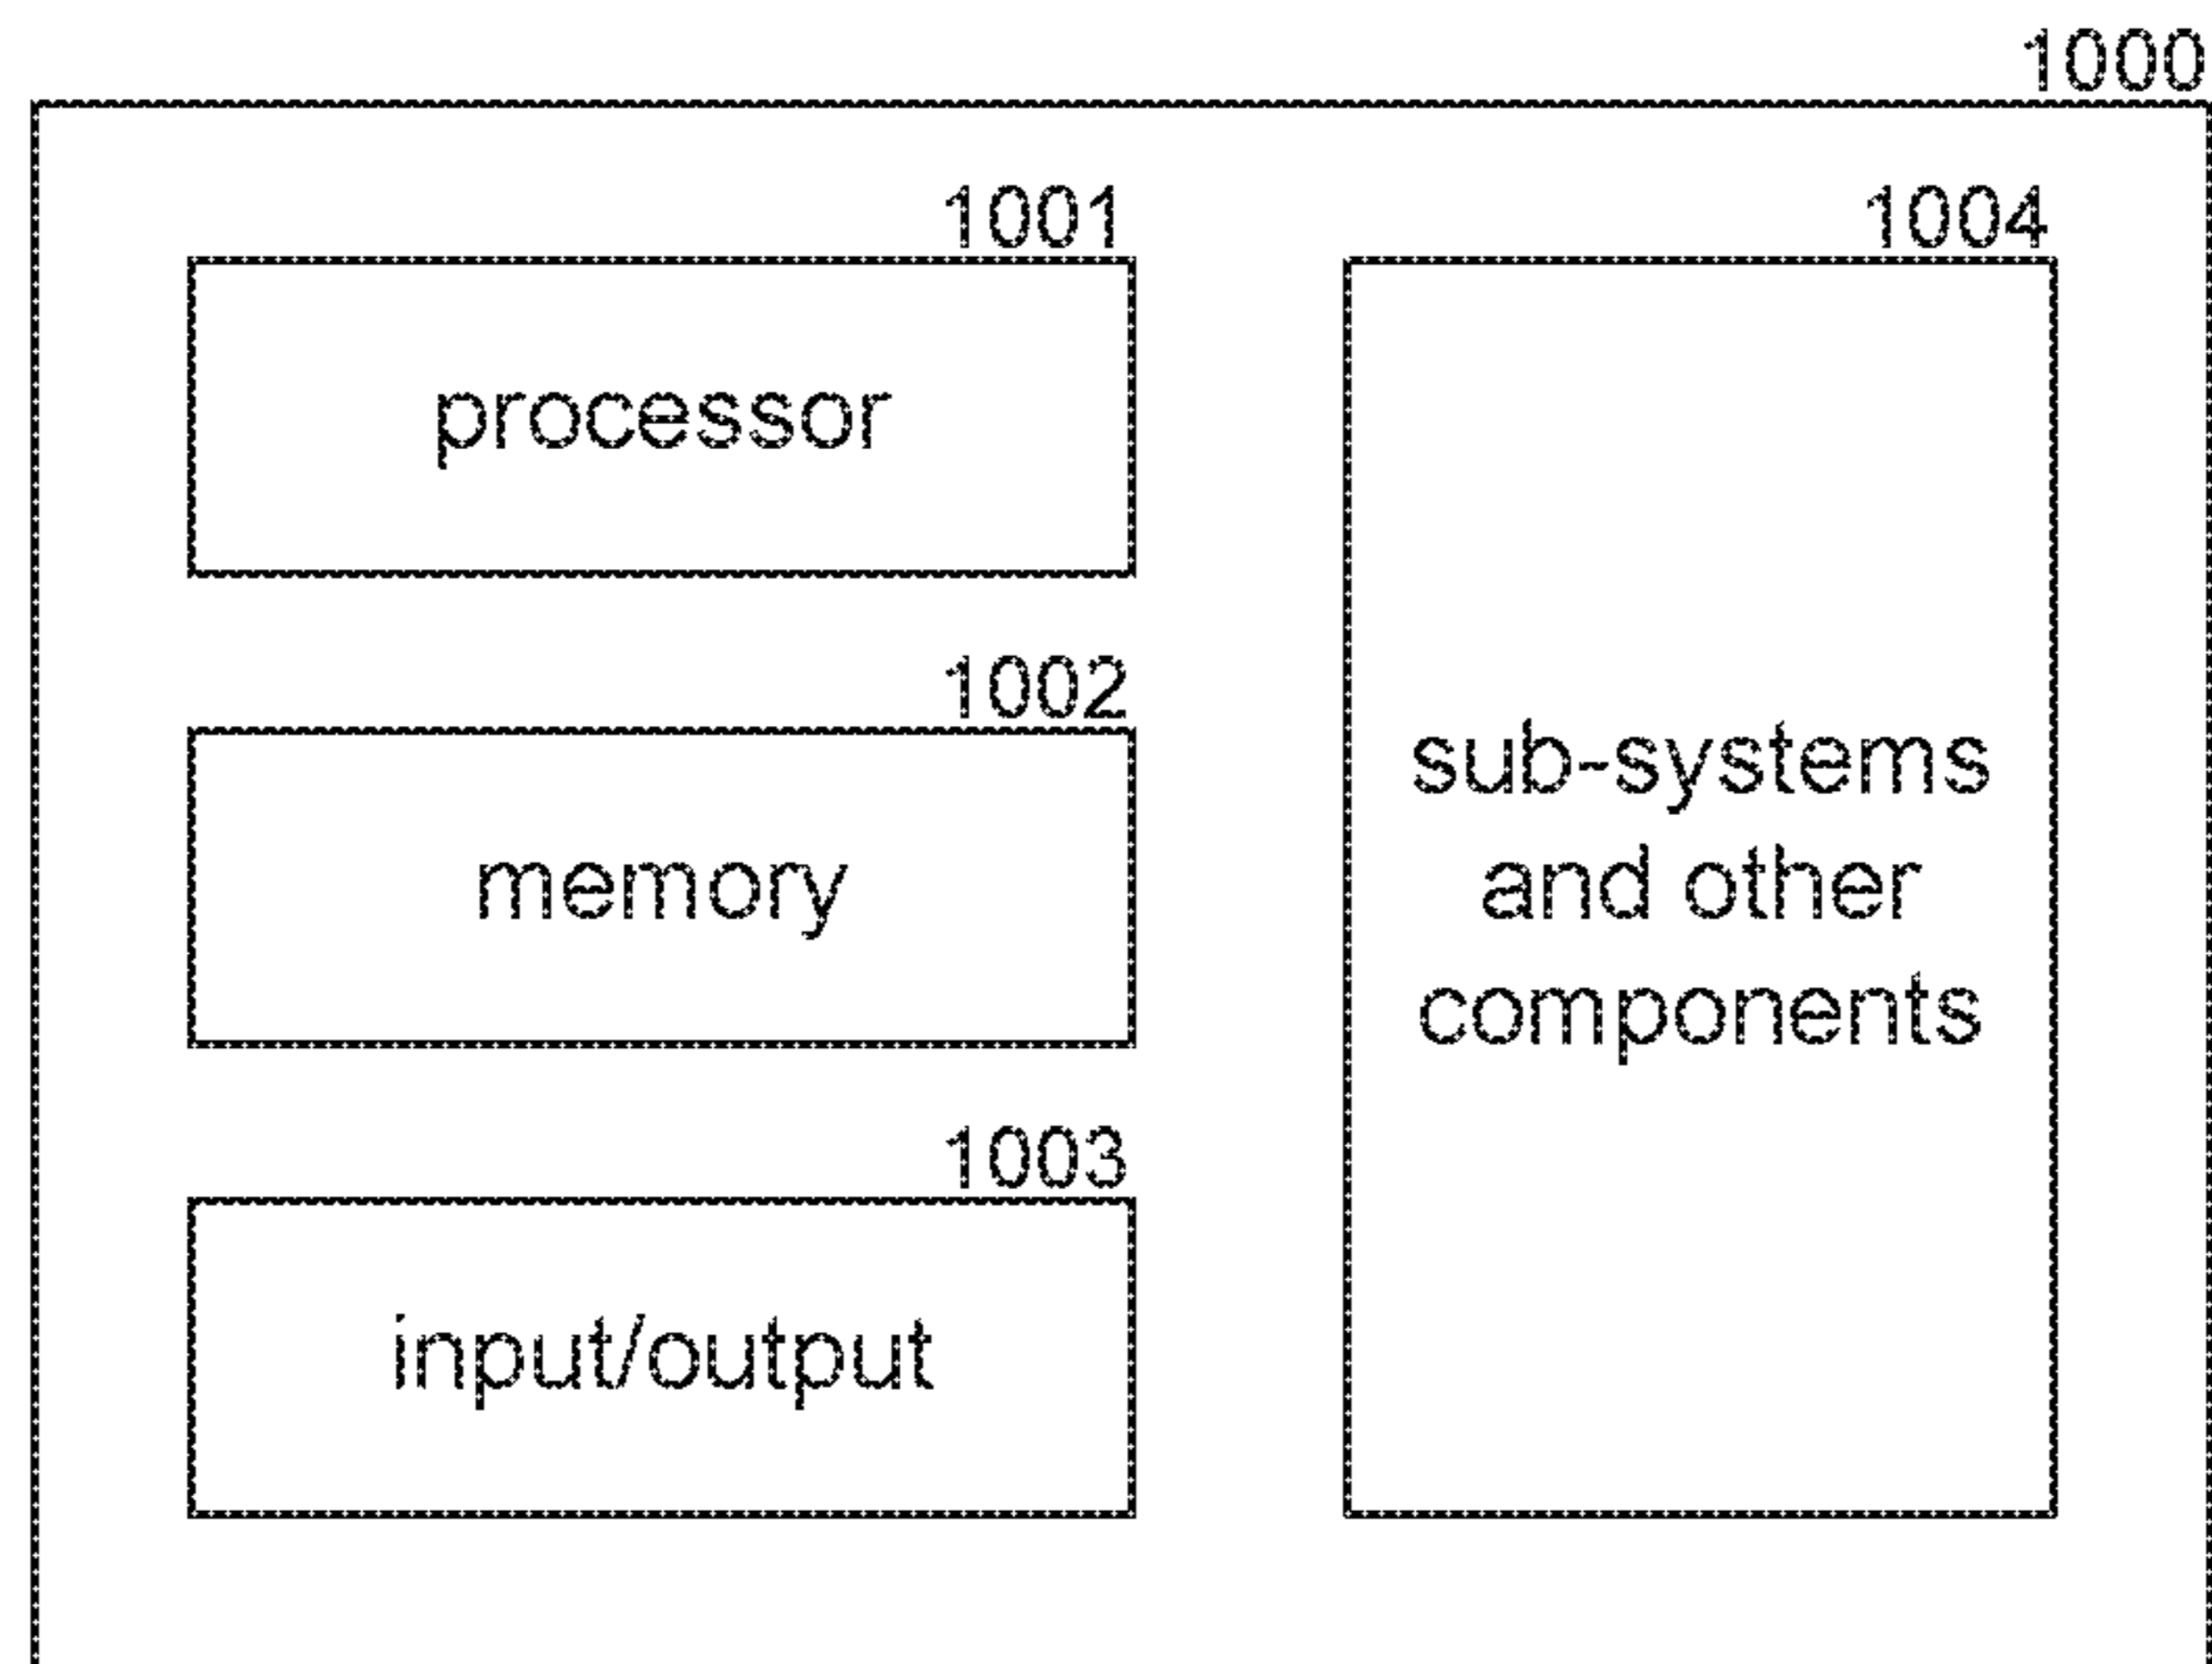 1000
1001
processor
1002
memory
1003
input/output
1004
sub-systems
and other
components